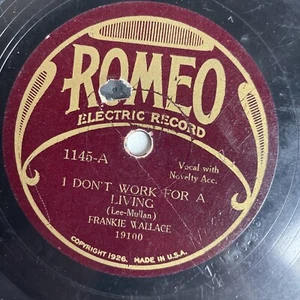 ROMEO
ELECTRIC RECORD
1145-A
Vocal with
Novelty Acc.
I DON'T WORK FOR A
LIVING
(Lee-Mullan)
FRANKIE WALLACE
19100
COPYRIGHT 1926. MADE IN U.S.A.